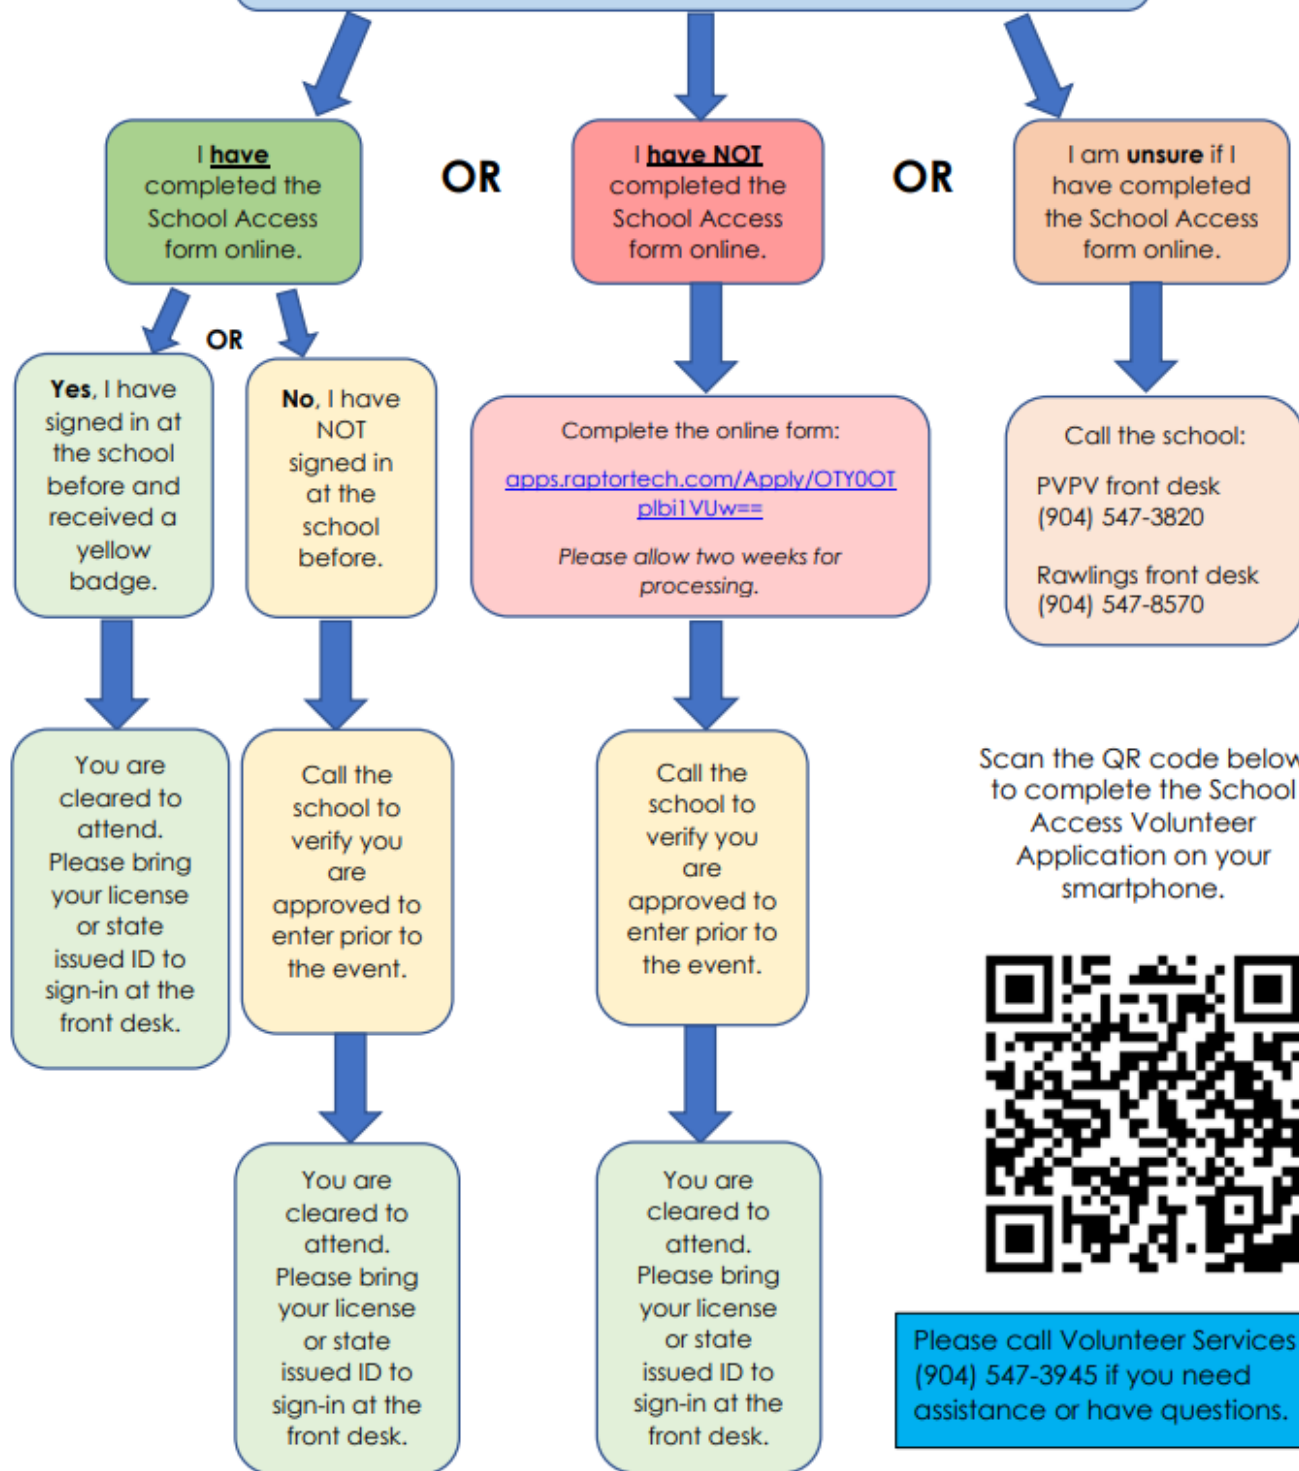 I have
completed the
School Access
form online.
OR
I have NOT
completed the
School Access
form online.
OR
I am unsure if I
have completed
the School Access
form online.
OR
Yes, I have
signed in at
the school
before and
received a
yellow
badge.
No, I have
NOT
signed in
at the
school
before.
Complete the online form:
apps.raptortech.com/Apply/OTY0OT
plbi1VUw==
Please allow two weeks for
processing.
Call the school:
PVPV front desk
(904) 547-3820
Rawlings front desk
(904) 547-8570
You are
cleared to
attend.
Please bring
your license
or state
issued ID to
sign-in at the
front desk.
Call the
school to
verify you
are
approved to
enter prior to
the event.
Call the
school to
verify you
are
approved to
enter prior to
the event.
Scan the QR code below
to complete the School
Access Volunteer
Application on your
smartphone.
You are
cleared to
attend.
Please bring
your license
or state
issued ID to
sign-in at the
front desk.
You are
cleared to
attend.
Please bring
your license
or state
issued ID to
sign-in at the
front desk.
Please call Volunteer Services
(904) 547-3945 if you need
assistance or have questions.